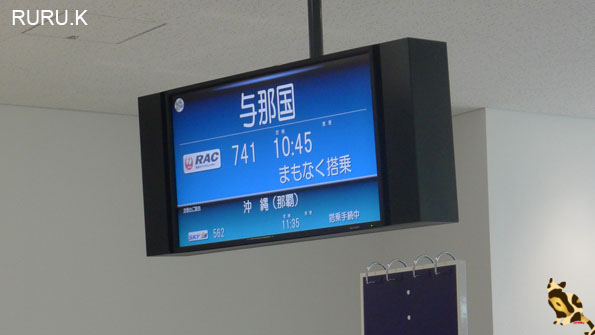 RURU.K
与那国
RAC 741 10:45
まもなく搭乗
沖縄(那覇)
SKY 562 11:35 搭乗手続中